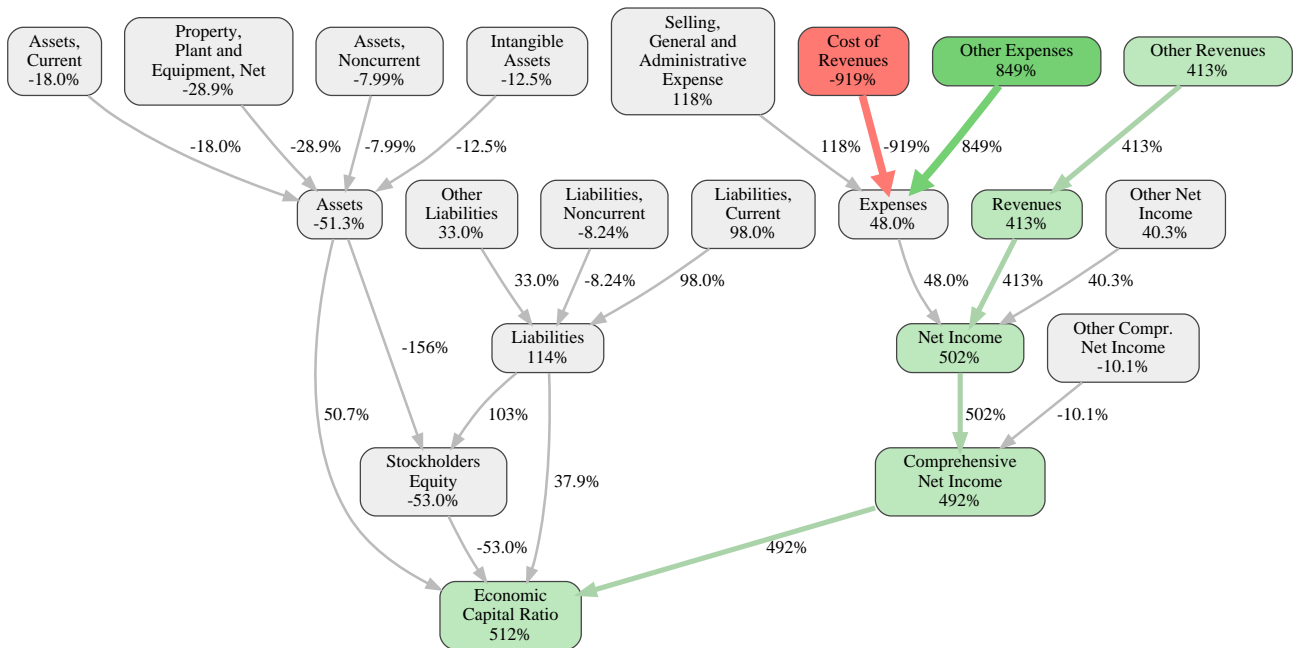 Assets,
Current
-18.0%
Property,
Plant and
Equipment, Net
-28.9%
Assets,
Noncurrent
-7.99%
Intangible
Assets
-12.5%
Selling,
General and
Administrative
Expense
118%
Cost of
Revenues
-919%
Other Expenses
849%
Other Revenues
413%
-18.0%
-28.9%
-7.99%
-12.5%
118%
-919%
849%
413%
Assets
-51.3%
Other
Liabilities
33.0%
Liabilities,
Noncurrent
-8.24%
Liabilities,
Current
98.0%
Expenses
48.0%
Revenues
413%
Other Net
Income
40.3%
33.0%
-8.24%
98.0%
48.0%
413%
40.3%
Liabilities
114%
Net Income
502%
Other Compr.
Net Income
-10.1%
-156%
50.7%
103%
502%
-10.1%
Stockholders
Equity
-53.0%
37.9%
Comprehensive
Net Income
492%
-53.0%
492%
Economic
Capital Ratio
512%